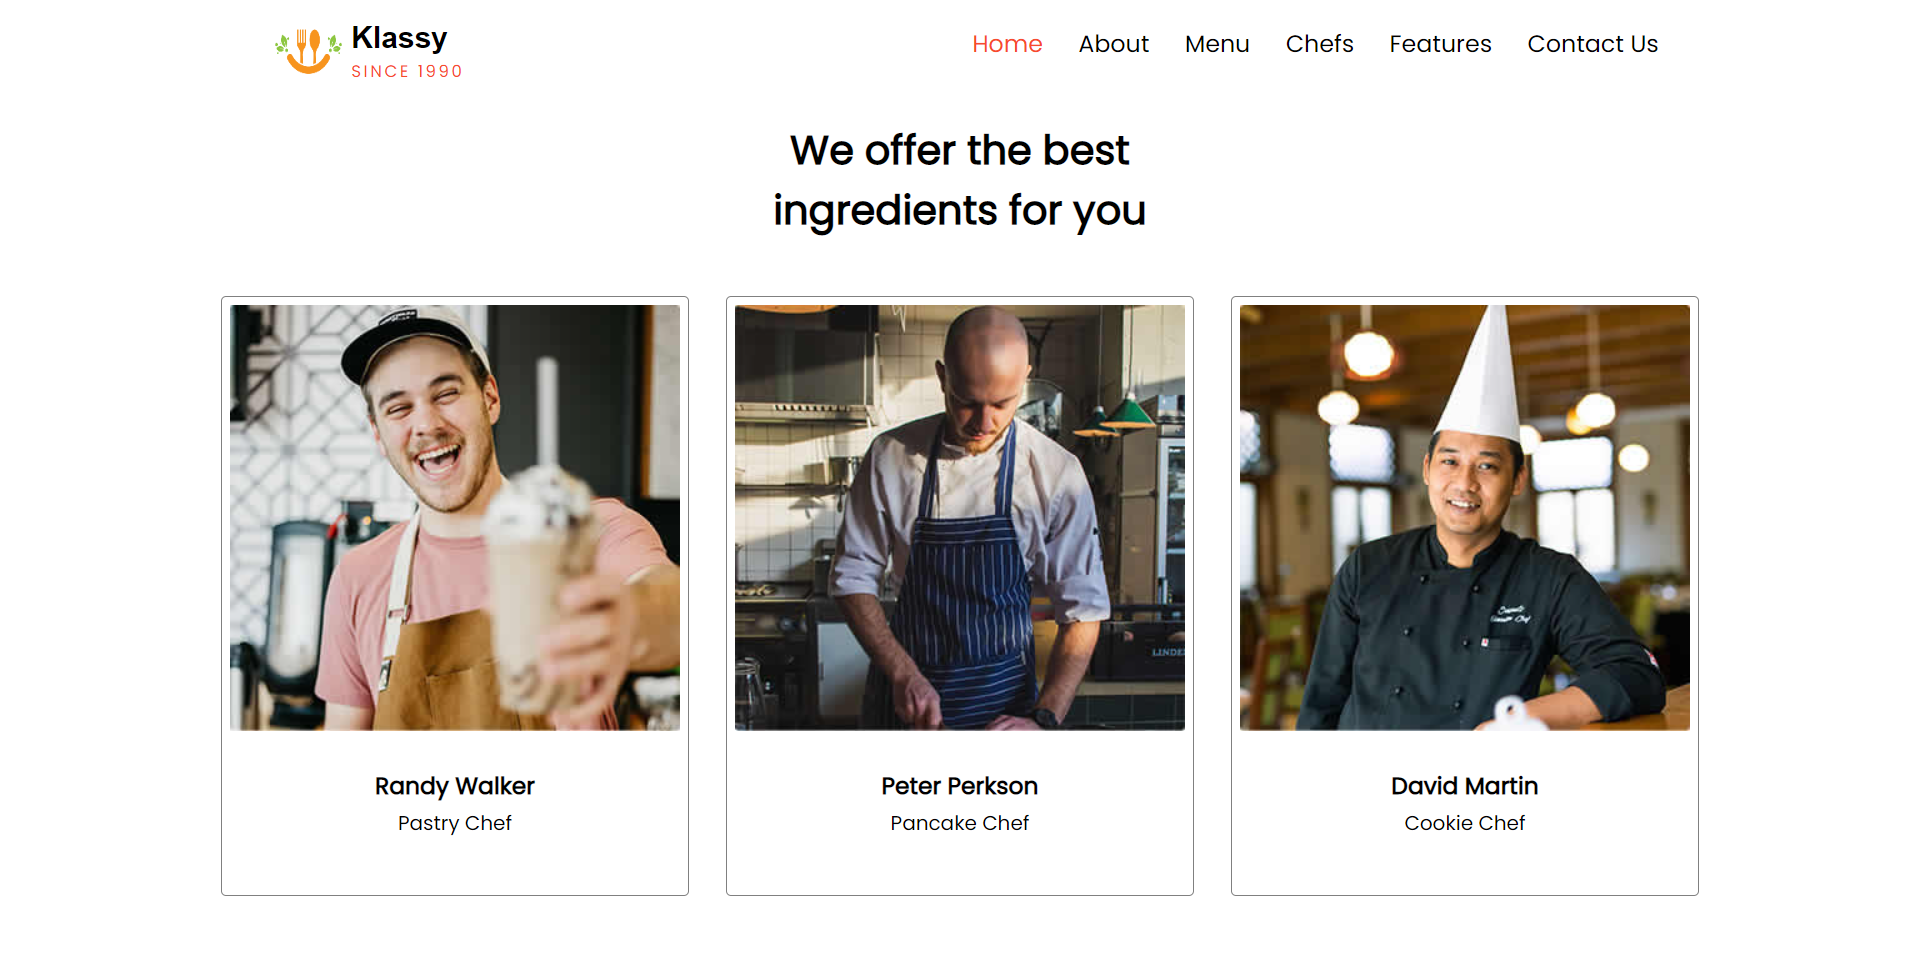 Klassy
SINCE 1990
Home About Menu Chefs Features Contact Us
We offer the best
ingredients for you
LINDE
Randy Walker
Pastry Chef
Peter Perkson
Pancake Chef
David Martin
Cookie Chef